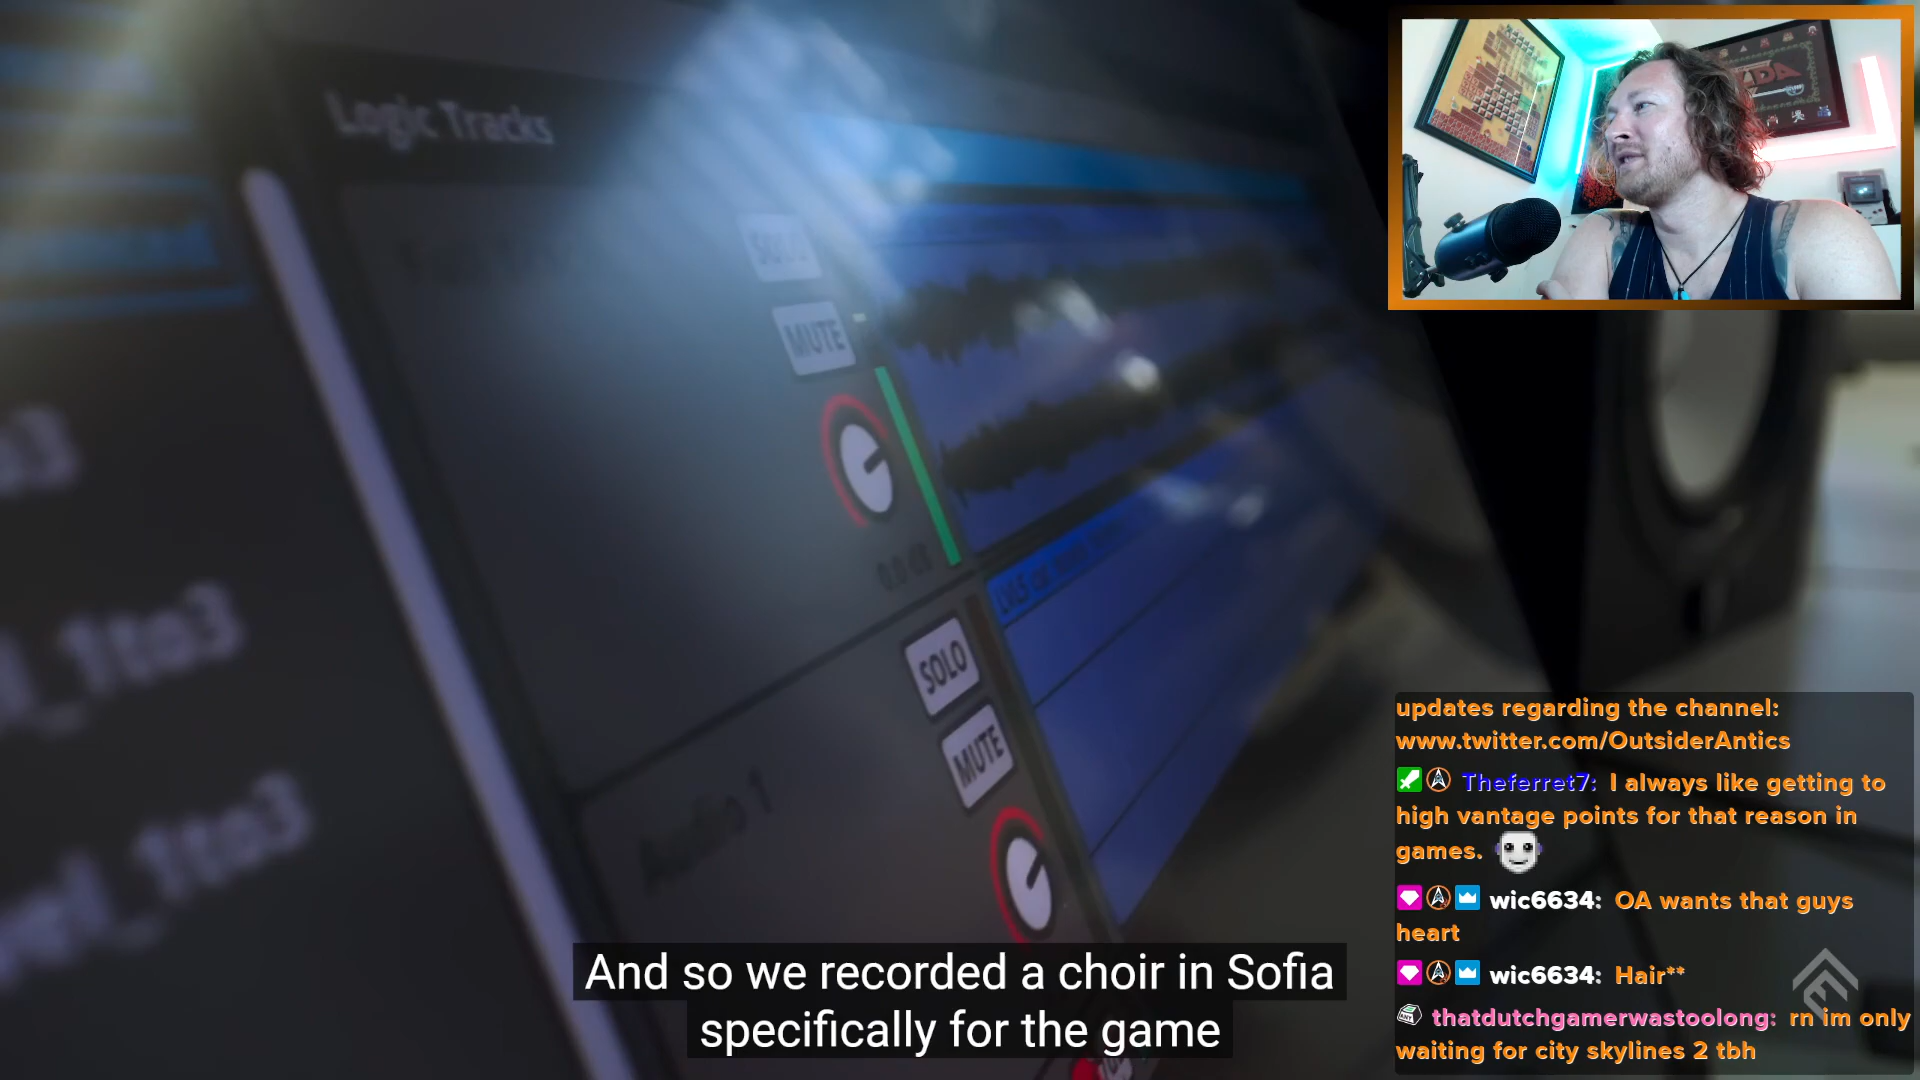 Logic Tracks
SOLO
MUTE
SOLO
MUTE
Audio 1
And so we recorded a choir in Sofia
specifically for the game
updates regarding the channel:
www.twitter.com/OutsiderAntics
Theferret7: I always like getting to
high vantage points for that reason in
games.
wic6634: OA wants that guys
heart
wic6634: Hair**
thatdutchgamerwastoolong: rn im only
waiting for city skylines 2 tbh